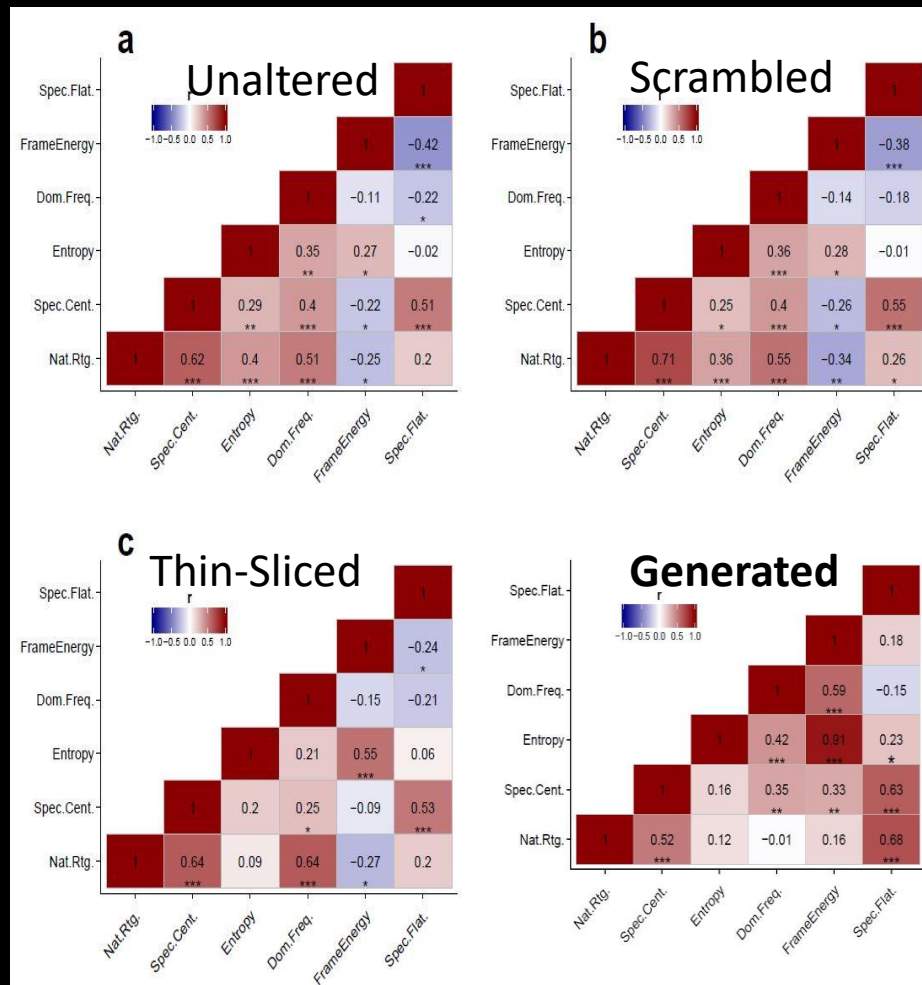 a
Unaltered
Spec.Flat.
1
r
−1.0−0.5 0.0 0.5 1.0
FrameEnergy
1
−0.42
***
Dom.Freq.
1
−0.11
−0.22
*
Entropy
1
0.35
**
0.27
*
−0.02
Spec.Cent.
1
0.29
**
0.4
***
−0.22
*
0.51
***
Nat.Rtg.
1
0.62
***
0.4
***
0.51
***
−0.25
*
0.2
Nat.Rtg.
Spec.Cent.
Entropy
Dom.Freq.
FrameEnergy
Spec.Flat.
b
Scrambled
Spec.Flat.
1
r
−1.0−0.5 0.0 0.5 1.0
FrameEnergy
1
−0.38
***
Dom.Freq.
1
−0.14
−0.18
Entropy
1
0.36
***
0.28
*
−0.01
Spec.Cent.
1
0.25
*
0.4
***
−0.26
*
0.55
***
Nat.Rtg.
1
0.71
***
0.36
***
0.55
***
−0.34
**
0.26
*
Nat.Rtg.
Spec.Cent.
Entropy
Dom.Freq.
FrameEnergy
Spec.Flat.
c
Thin-Sliced
Spec.Flat.
1
r
−1.0−0.5 0.0 0.5 1.0
FrameEnergy
1
−0.24
*
Dom.Freq.
1
−0.15
−0.21
Entropy
1
0.21
0.55
***
0.06
Spec.Cent.
1
0.2
0.25
*
−0.09
0.53
***
Nat.Rtg.
1
0.64
***
0.09
0.64
***
−0.27
*
0.2
Nat.Rtg.
Spec.Cent.
Entropy
Dom.Freq.
FrameEnergy
Spec.Flat.
Generated
Spec.Flat.
1
r
−1.0−0.5 0.0 0.5 1.0
FrameEnergy
1
0.18
Dom.Freq.
1
0.59
***
−0.15
Entropy
1
0.42
***
0.91
***
0.23
*
Spec.Cent.
1
0.16
0.35
**
0.33
**
0.63
***
Nat.Rtg.
1
0.52
***
0.12
−0.01
0.16
0.68
***
Nat.Rtg.
Spec.Cent.
Entropy
Dom.Freq.
FrameEnergy
Spec.Flat.